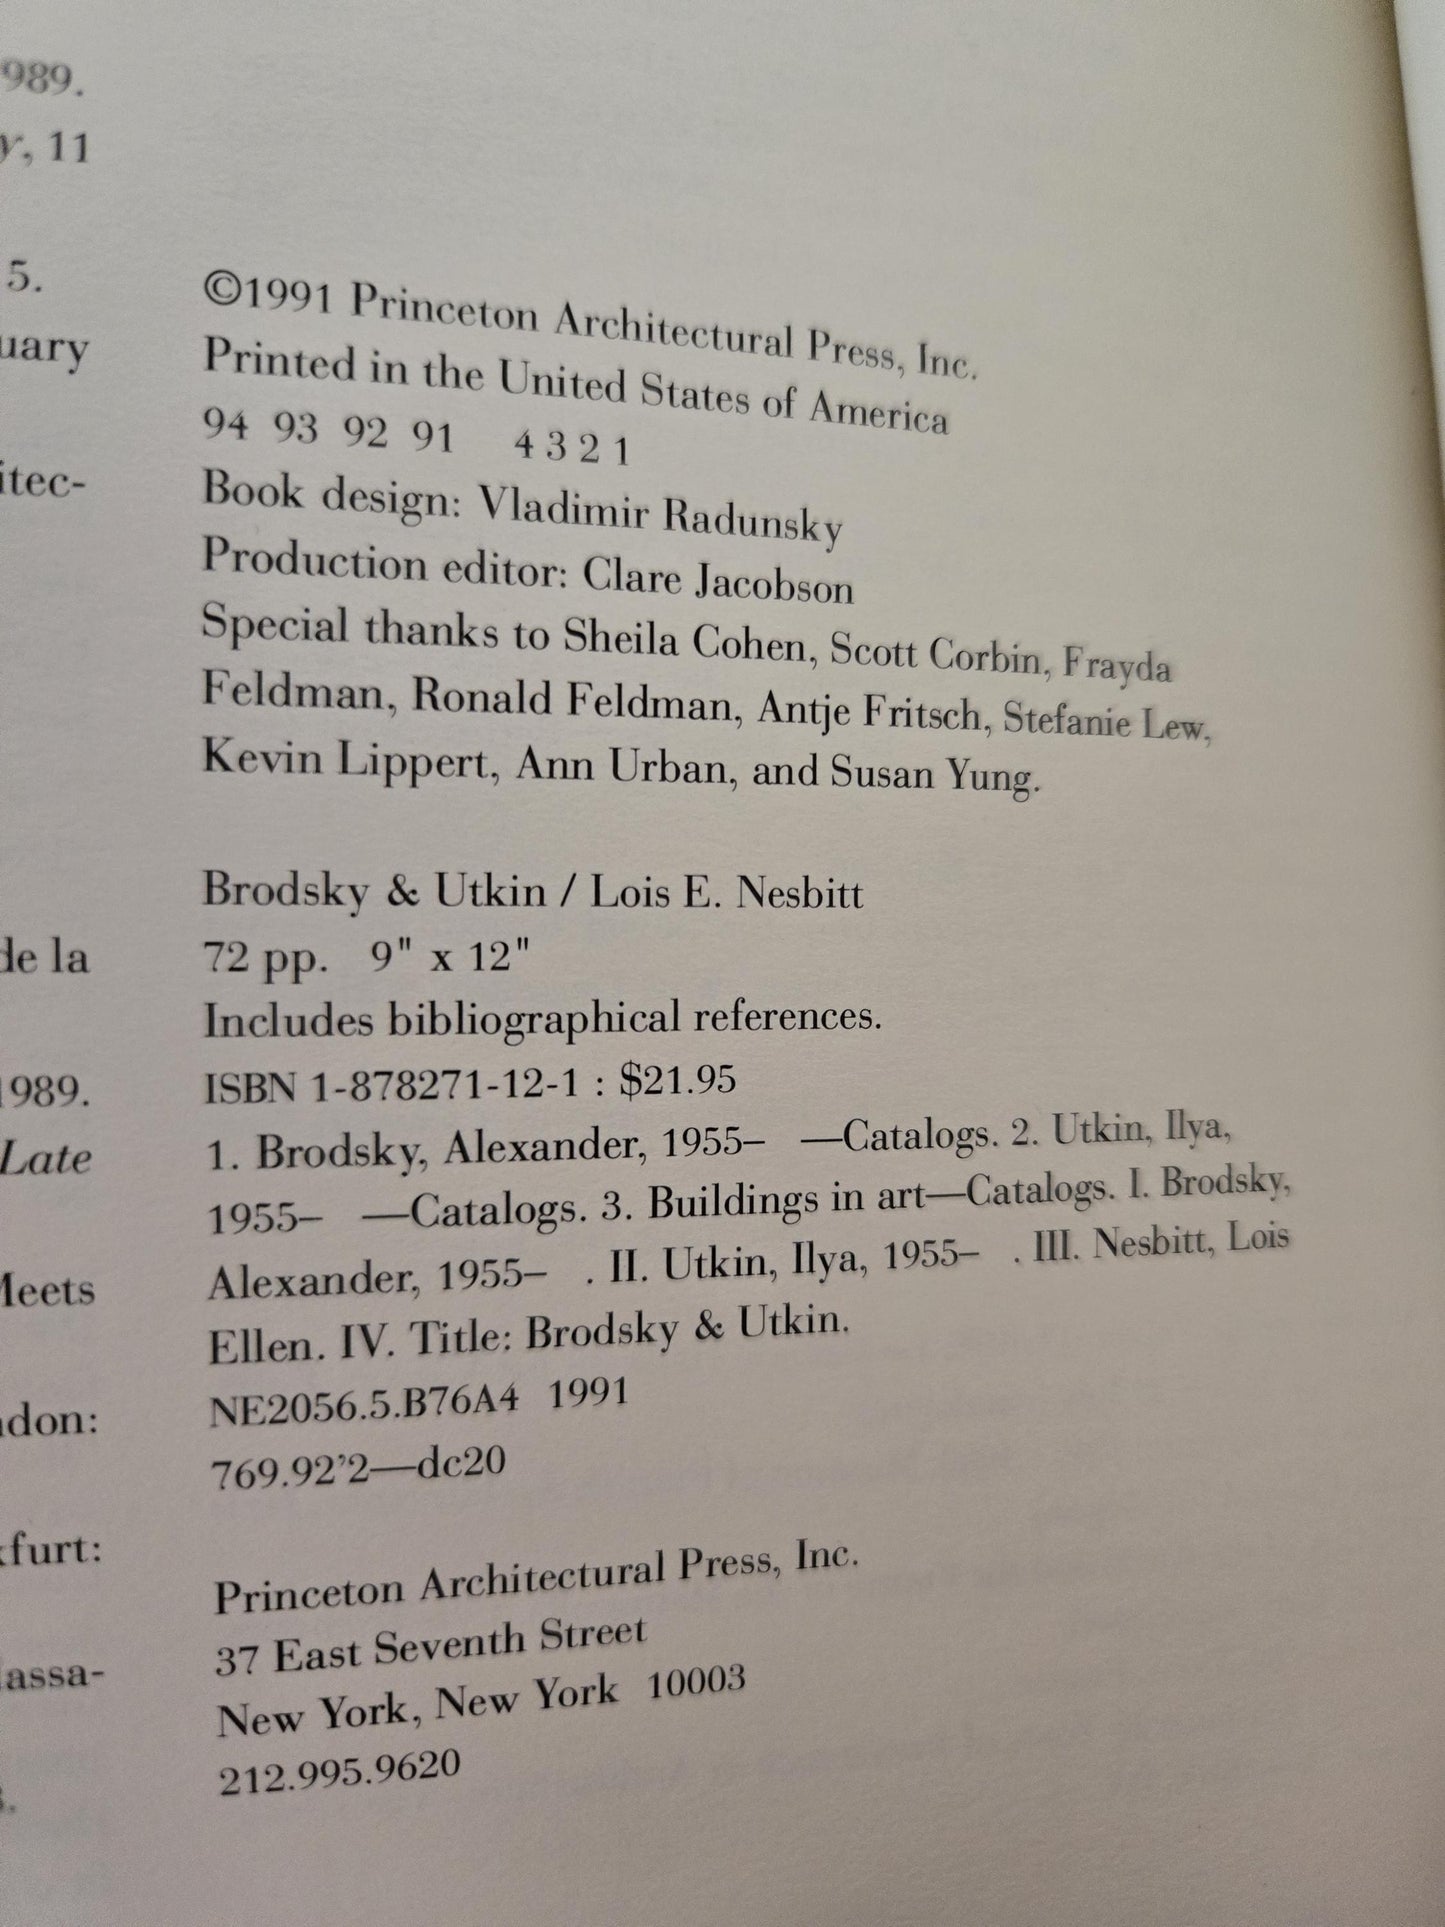 989.
y, 11
5.
uary
itec-
de la
1989.
Late
Meets
ndon:
kfurt:
assa-
©1991 Princeton Architectural Press, Inc.
Printed in the United States of America
94 93 92 91 4 3 2 1
Book design: Vladimir Radunsky
Production editor: Clare Jacobson
Special thanks to Sheila Cohen, Scott Corbin, Frayda
Feldman, Ronald Feldman, Antje Fritsch, Stefanie Lew,
Kevin Lippert, Ann Urban, and Susan Yung.
Brodsky & Utkin / Lois E. Nesbitt
72 pp. 9" x 12"
Includes bibliographical references.
ISBN 1-878271-12-1 : $21.95
1. Brodsky, Alexander, 1955– —Catalogs. 2. Utkin, Ilya,
1955– —Catalogs. 3. Buildings in art—Catalogs. I. Brodsky,
Alexander, 1955– . II. Utkin, Ilya, 1955– . III. Nesbitt, Lois
Ellen. IV. Title: Brodsky & Utkin.
NE2056.5.B76A4 1991
769.92’2—dc20
Princeton Architectural Press, Inc.
37 East Seventh Street
New York, New York 10003
212.995.9620